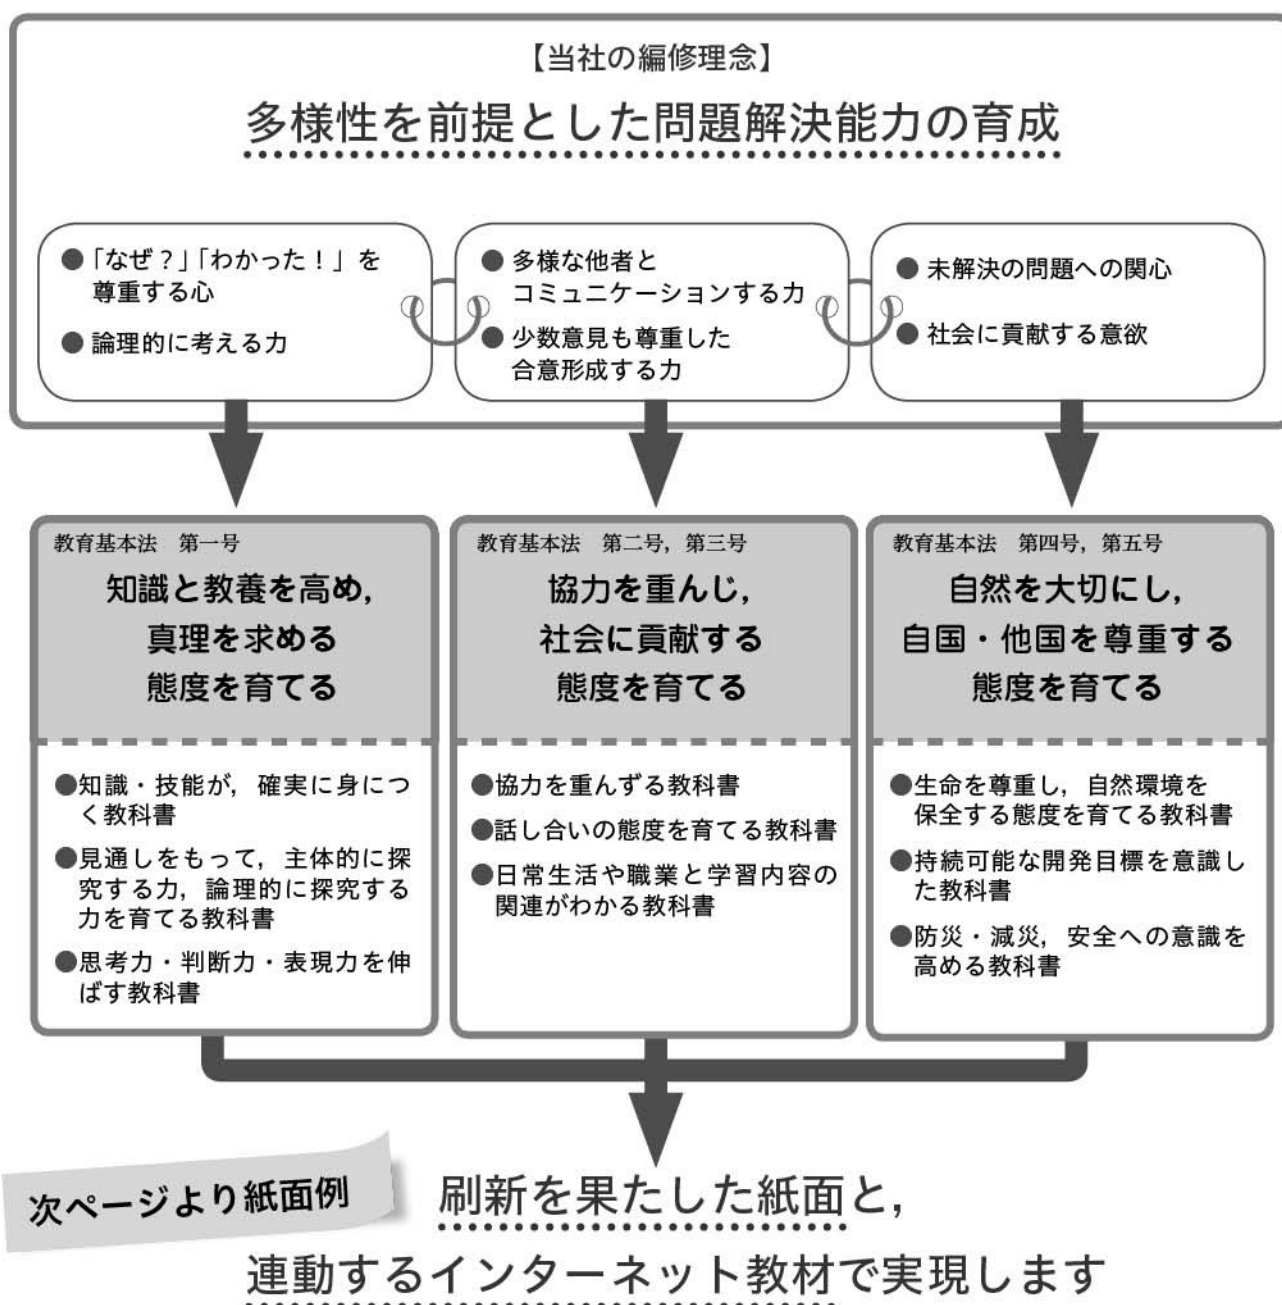 【当社の編修理念】
多様性を前提とした問題解決能力の育成
●「なぜ？」「わかった！」を
尊重する心
●論理的に考える力
●多様な他者と
コミュニケーションする力
●少数意見も尊重した
合意形成する力
●未解決の問題への関心
●社会に貢献する意欲
教育基本法　第一号
知識と教養を高め，
真理を求める
態度を育てる
●知識・技能が，確実に身につ
く教科書
●見通しをもって，主体的に探
究する力，論理的に探究する
力を育てる教科書
●思考力・判断力・表現力を伸
ばす教科書
教育基本法　第二号，第三号
協力を重んじ，
社会に貢献する
態度を育てる
●協力を重んずる教科書
●話し合いの態度を育てる教科書
●日常生活や職業と学習内容の
関連がわかる教科書
教育基本法　第四号，第五号
自然を大切にし，
自国・他国を尊重する
態度を育てる
●生命を尊重し，自然環境を
保全する態度を育てる教科書
●持続可能な開発目標を意識し
た教科書
●防災・減災，安全への意識を
高める教科書
次ページより紙面例
刷新を果たした紙面と，
連動するインターネット教材で実現します